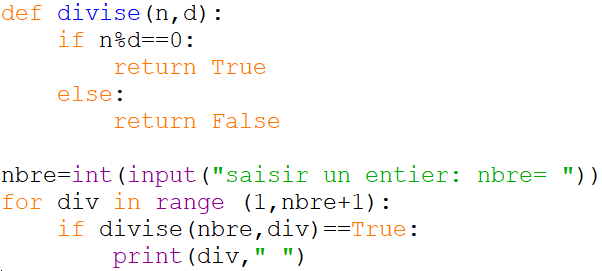 def divise(n,d):
    if n%d==0:
        return True
    else:
        return False

nbre=int(input("saisir un entier: nbre= "))
for div in range (1,nbre+1):
    if divise(nbre,div)==True:
        print(div," ")